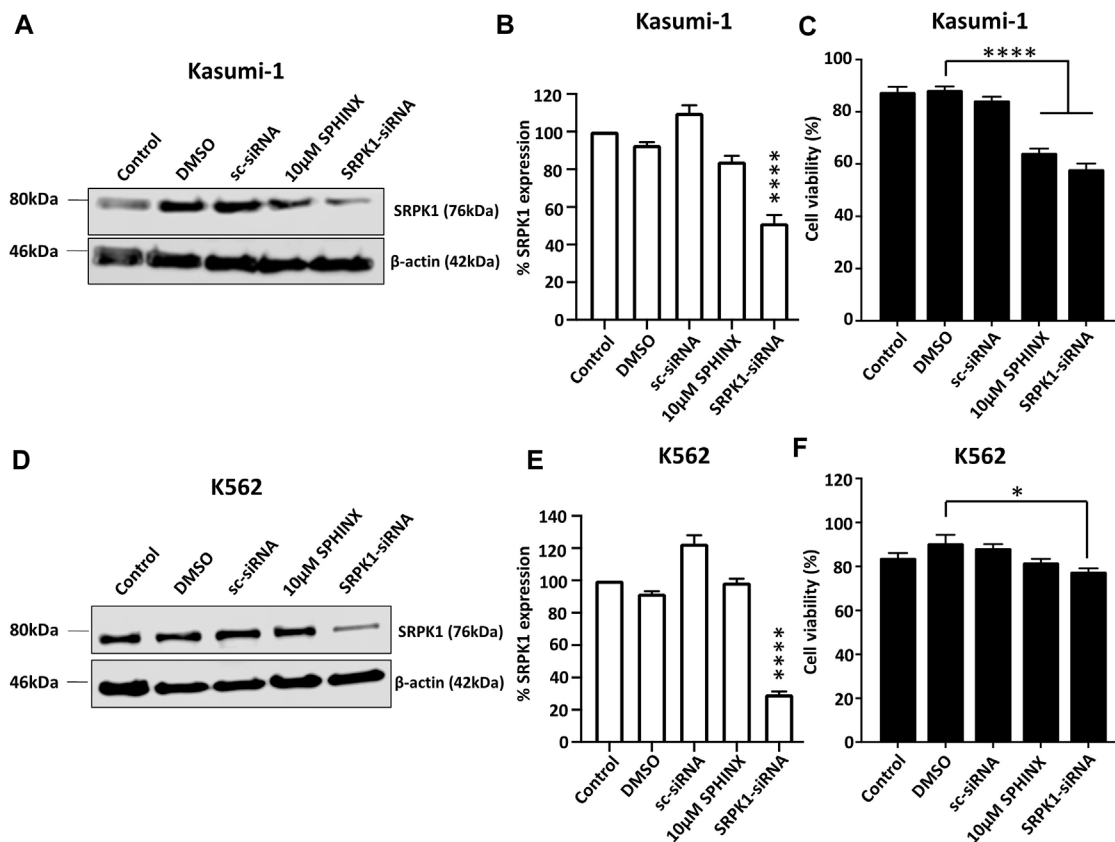 A
Kasumi-1
Control
DMSO
sc-siRNA
10µM SPHINX
SRPK1-siRNA
80kDa
SRPK1 (76kDa)
46kDa
β-actin (42kDa)
B
Kasumi-1
% SRPK1 expression
120
100
80
60
40
20
0
****
Control
DMSO
sc-siRNA
10µM SPHINX
SRPK1-siRNA
C
Kasumi-1
Cell viability (%)
100
80
60
40
20
0
****
Control
DMSO
sc-siRNA
10µM SPHINX
SRPK1-siRNA
D
K562
Control
DMSO
sc-siRNA
10µM SPHINX
SRPK1-siRNA
80kDa
SRPK1 (76kDa)
46kDa
β-actin (42kDa)
E
K562
% SRPK1 expression
140
120
100
80
60
40
20
0
****
Control
DMSO
sc-siRNA
10µM SPHINX
SRPK1-siRNA
F
K562
Cell viability (%)
120
100
80
60
40
20
0
*
Control
DMSO
sc-siRNA
10µM SPHINX
SRPK1-siRNA